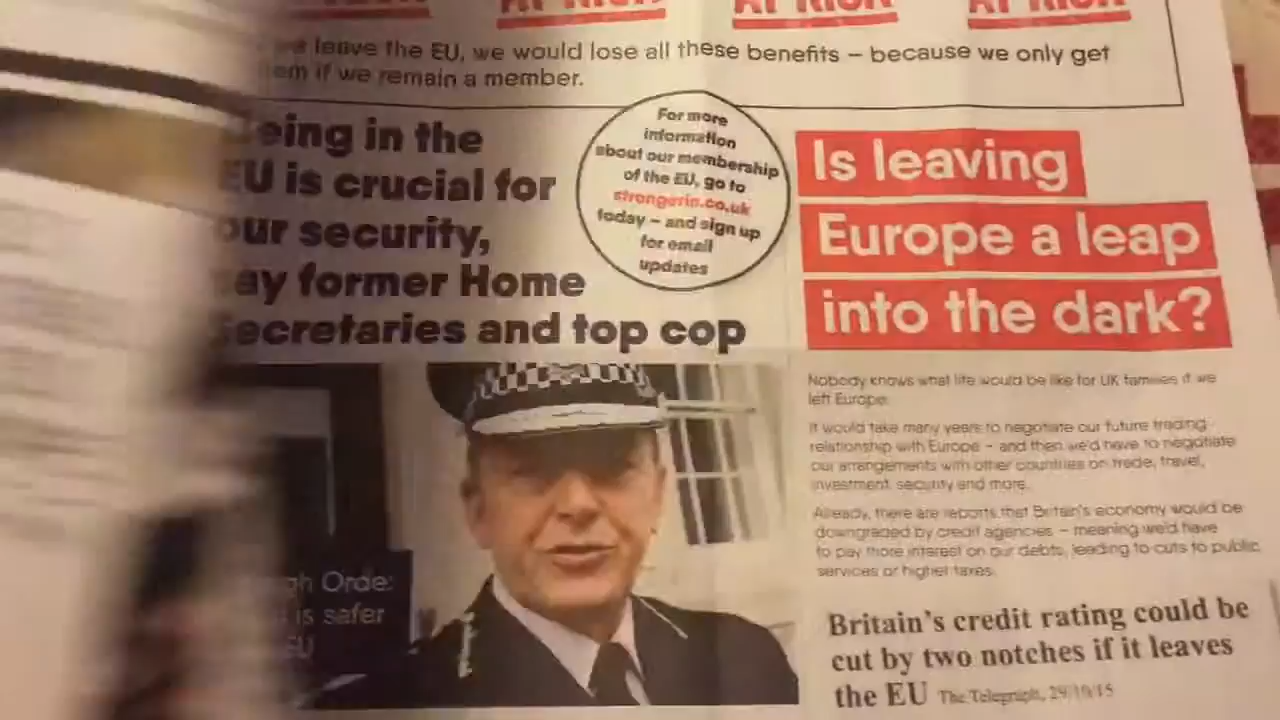 AT RISK AT RISK AT RISK
leave the EU, we would lose all these benefits – because we only get
if we remain a member.
Being in the
EU is crucial for
our security,
say former Home
Secretaries and top cop
For more
information
about our membership
of the EU, go to
strongerin.co.uk
today – and sign up
for email
updates
Is leaving
Europe a leap
into the dark?
Nobody knows what life would be like for UK families if we
left Europe.
It would take many years to negotiate our future trading
relationship with Europe – and then we'd have to negotiate
our arrangements with other countries on trade, travel,
investment, security and more.
Already, there are reports that Britain's economy would be
downgraded by credit agencies – meaning we'd have
to pay more interest on our debts, leading to cuts to public
services or higher taxes.
Orde:
is safer
EU
Britain's credit rating could be
cut by two notches if it leaves
the EU The Telegraph, 29/10/15